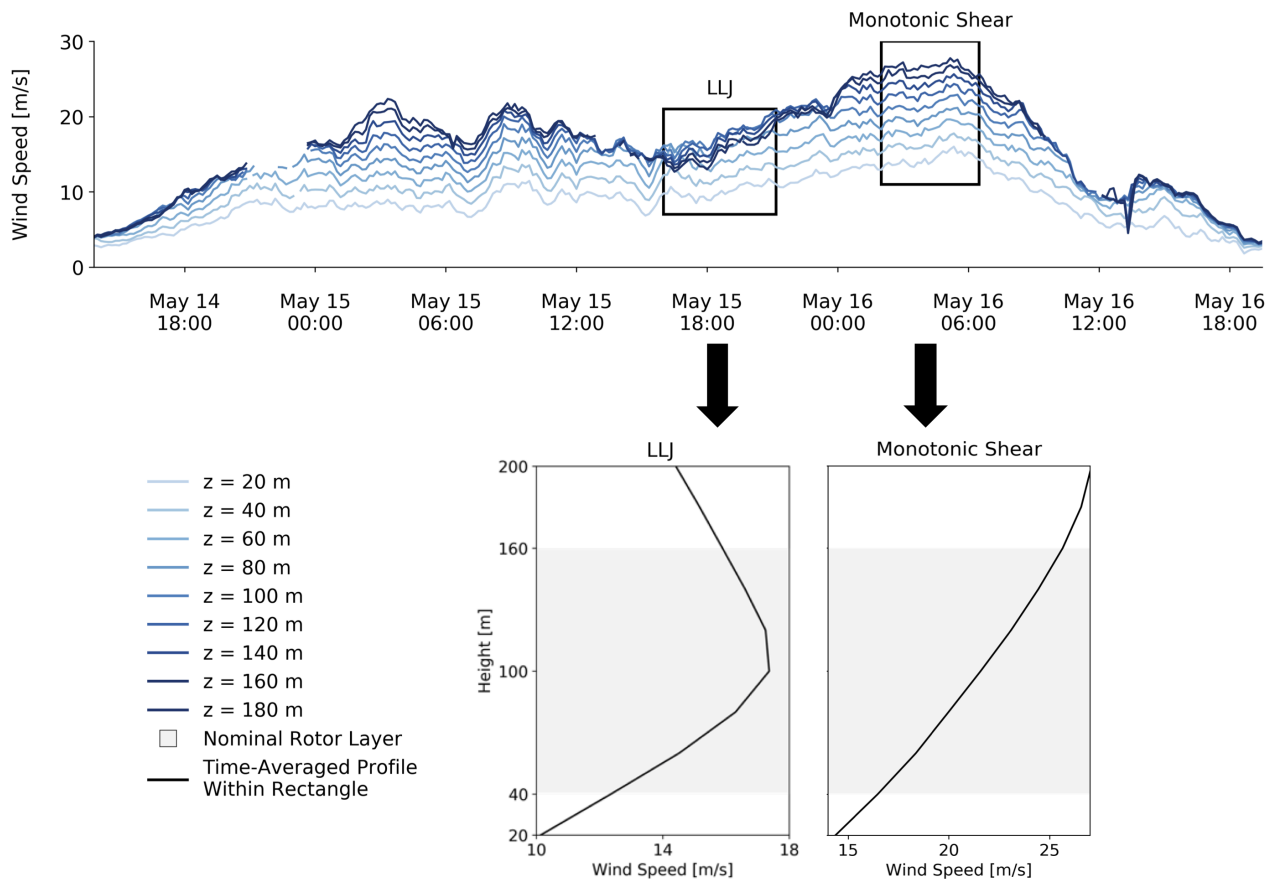 Monotonic Shear
LLJ
Wind Speed [m/s]
30
20
10
0
May 14 18:00
May 15 00:00
May 15 06:00
May 15 12:00
May 15 18:00
May 16 00:00
May 16 06:00
May 16 12:00
May 16 18:00
z = 20 m
z = 40 m
z = 60 m
z = 80 m
z = 100 m
z = 120 m
z = 140 m
z = 160 m
z = 180 m
Nominal Rotor Layer
Time-Averaged Profile
Within Rectangle
LLJ
Height [m]
200
160
100
40
20
10
14
18
Wind Speed [m/s]
Monotonic Shear
15
20
25
Wind Speed [m/s]